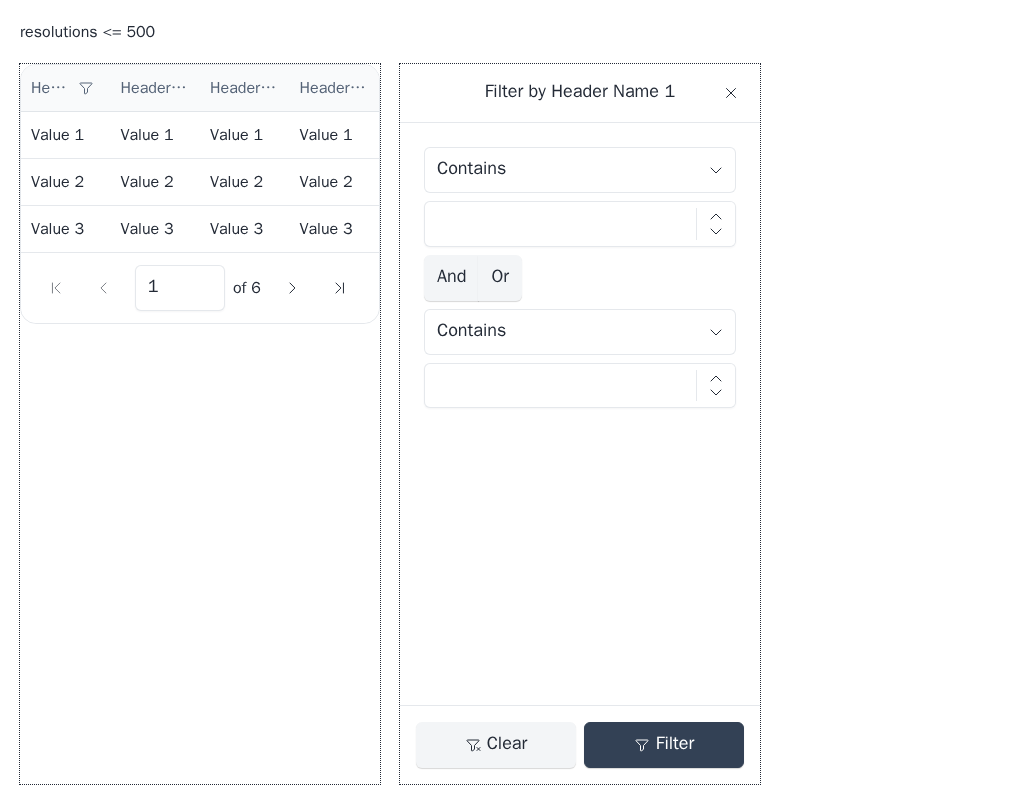 resolutions <= 500
He··· Header··· Header··· Header···
Value 1 Value 1 Value 1 Value 1
Value 2 Value 2 Value 2 Value 2
Value 3 Value 3 Value 3 Value 3
1 of 6
Filter by Header Name 1
Contains
And Or
Contains
Clear Filter